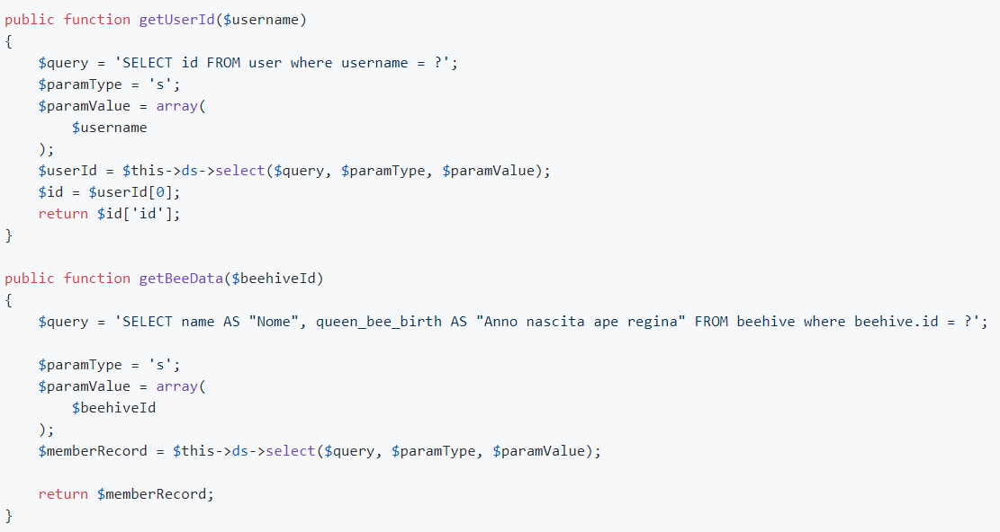 public function getUserId($username)
{
    $query = 'SELECT id FROM user where username = ?';
    $paramType = 's';
    $paramValue = array(
        $username
    );
    $userId = $this->ds->select($query, $paramType, $paramValue);
    $id = $userId[0];
    return $id['id'];
}

public function getBeeData($beehiveId)
{
    $query = 'SELECT name AS "Nome", queen_bee_birth AS "Anno nascita ape regina" FROM beehive where beehive.id = ?';

    $paramType = 's';
    $paramValue = array(
        $beehiveId
    );
    $memberRecord = $this->ds->select($query, $paramType, $paramValue);

    return $memberRecord;
}